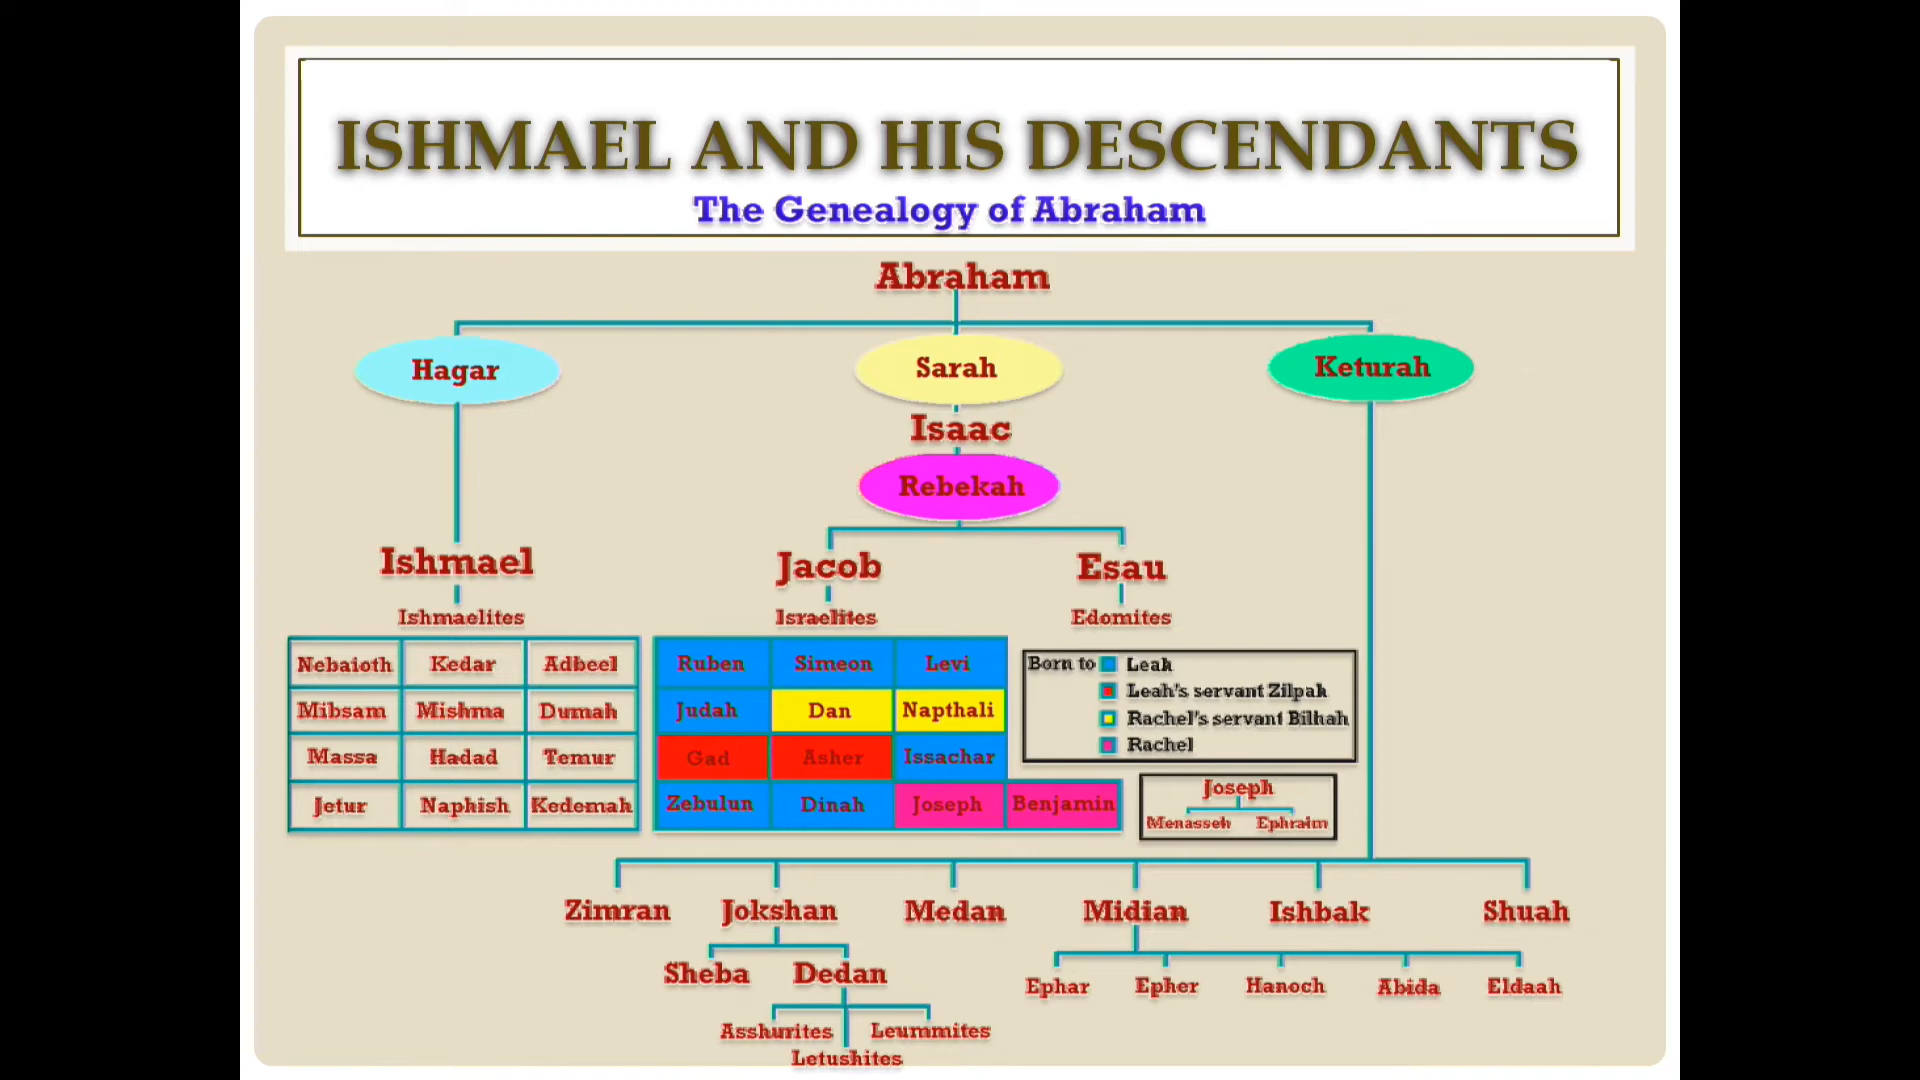 ISHMAEL AND HIS DESCENDANTS
The Genealogy of Abraham
Abraham
Hagar Sarah Keturah
Isaac
Rebekah
Ishmael Jacob Esau
Ishmaelites Israelites Edomites
Nebaioth Kedar Adbeel
Mibsam Mishma Dumah
Massa Hadad Temur
Jetur Naphish Kedemah
Ruben Simeon Levi
Judah Dan Napthali
Gad Asher Issachar
Zebulun Dinah Joseph Benjamin
Born to Leah
Leah's servant Zilpah
Rachel's servant Bilhah
Rachel
Joseph
Menasseh Ephraim
Zimran Jokshan Medan Midian Ishbak Shuah
Sheba Dedan
Ephar Epher Hanoch Abida Eldaah
Asshurites Leummites
Letushites